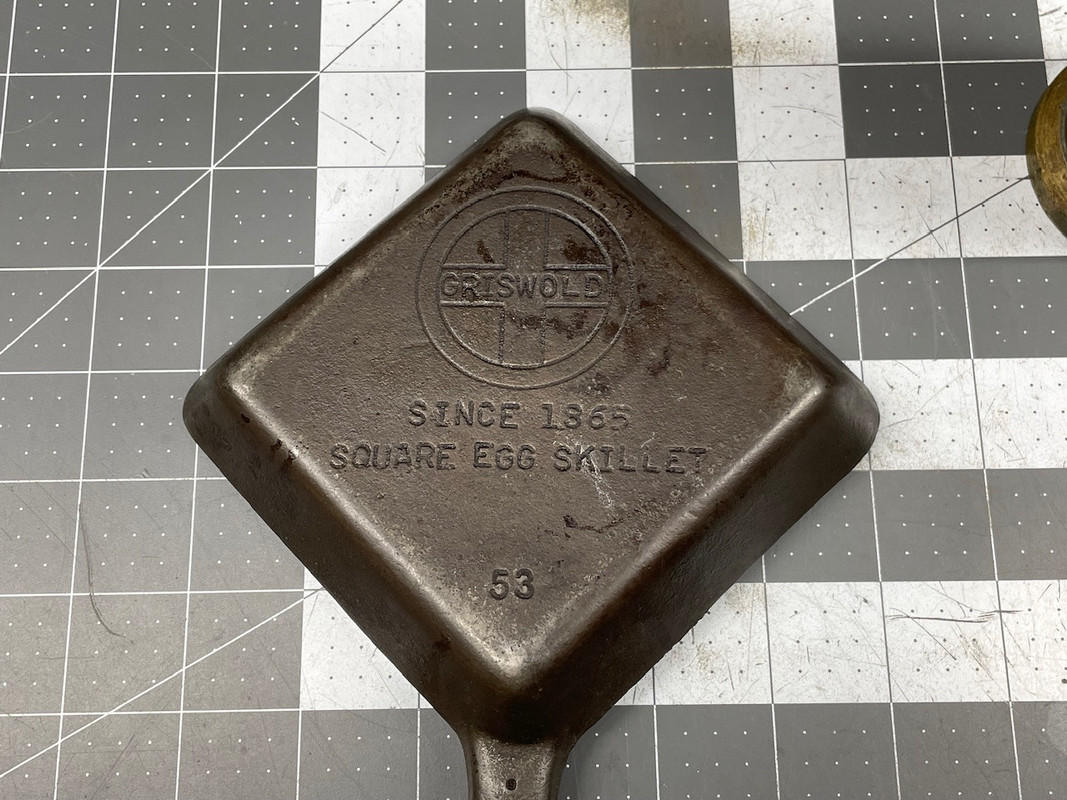 GRISWOLD
SINCE 1865
SQUARE EGG SKILLET
53